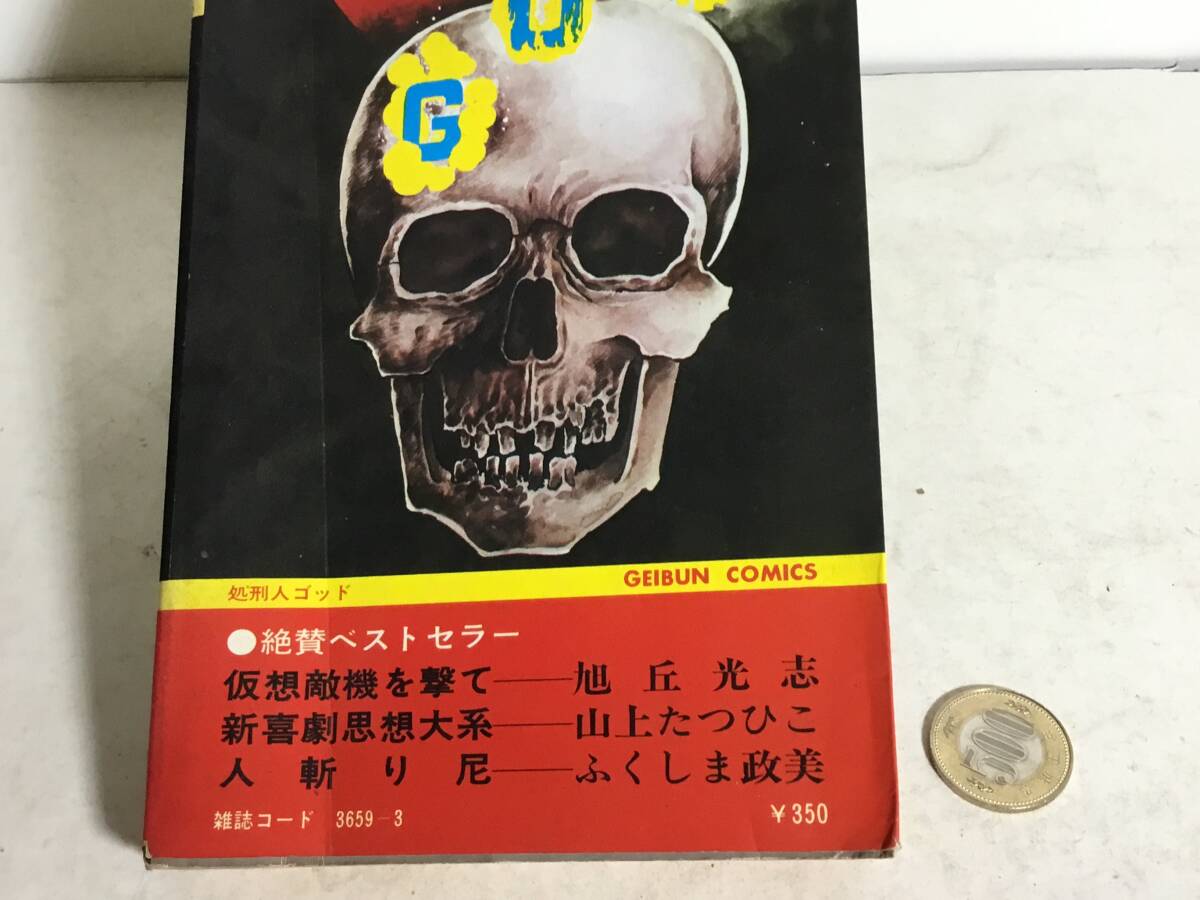 G
GEIBUN COMICS
処刑人ゴッド
●絶賛ベストセラー
仮想敵機を撃て——旭丘光志
新喜劇思想大系——山上たつひこ
人斬り尼——ふくしま政美
雑誌コード 3659-3
¥350
500